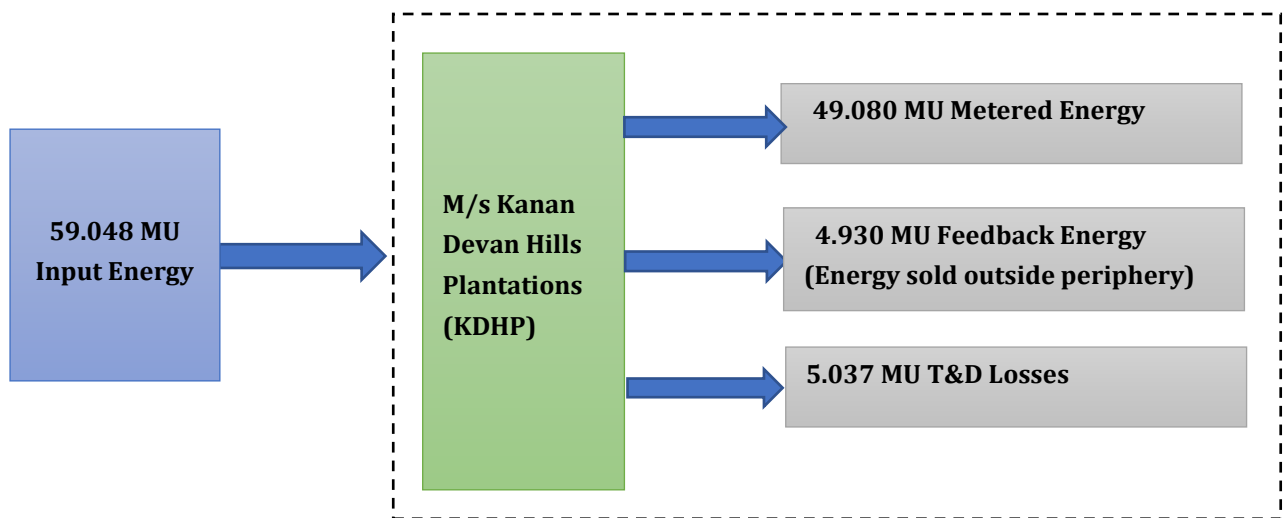 59.048 MU
Input Energy
M/s Kanan
Devan Hills
Plantations
(KDHP)
49.080 MU Metered Energy
4.930 MU Feedback Energy
(Energy sold outside periphery)
5.037 MU T&D Losses